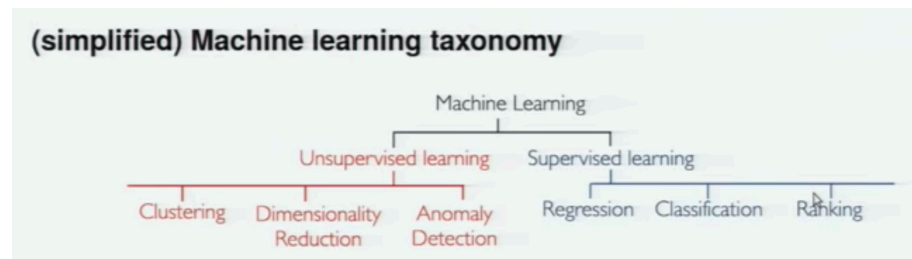 (simplified) Machine learning taxonomy
Machine Learning
Unsupervised learning Supervised learning
Clustering Dimensionality Reduction Anomaly Detection Regression Classification Ranking